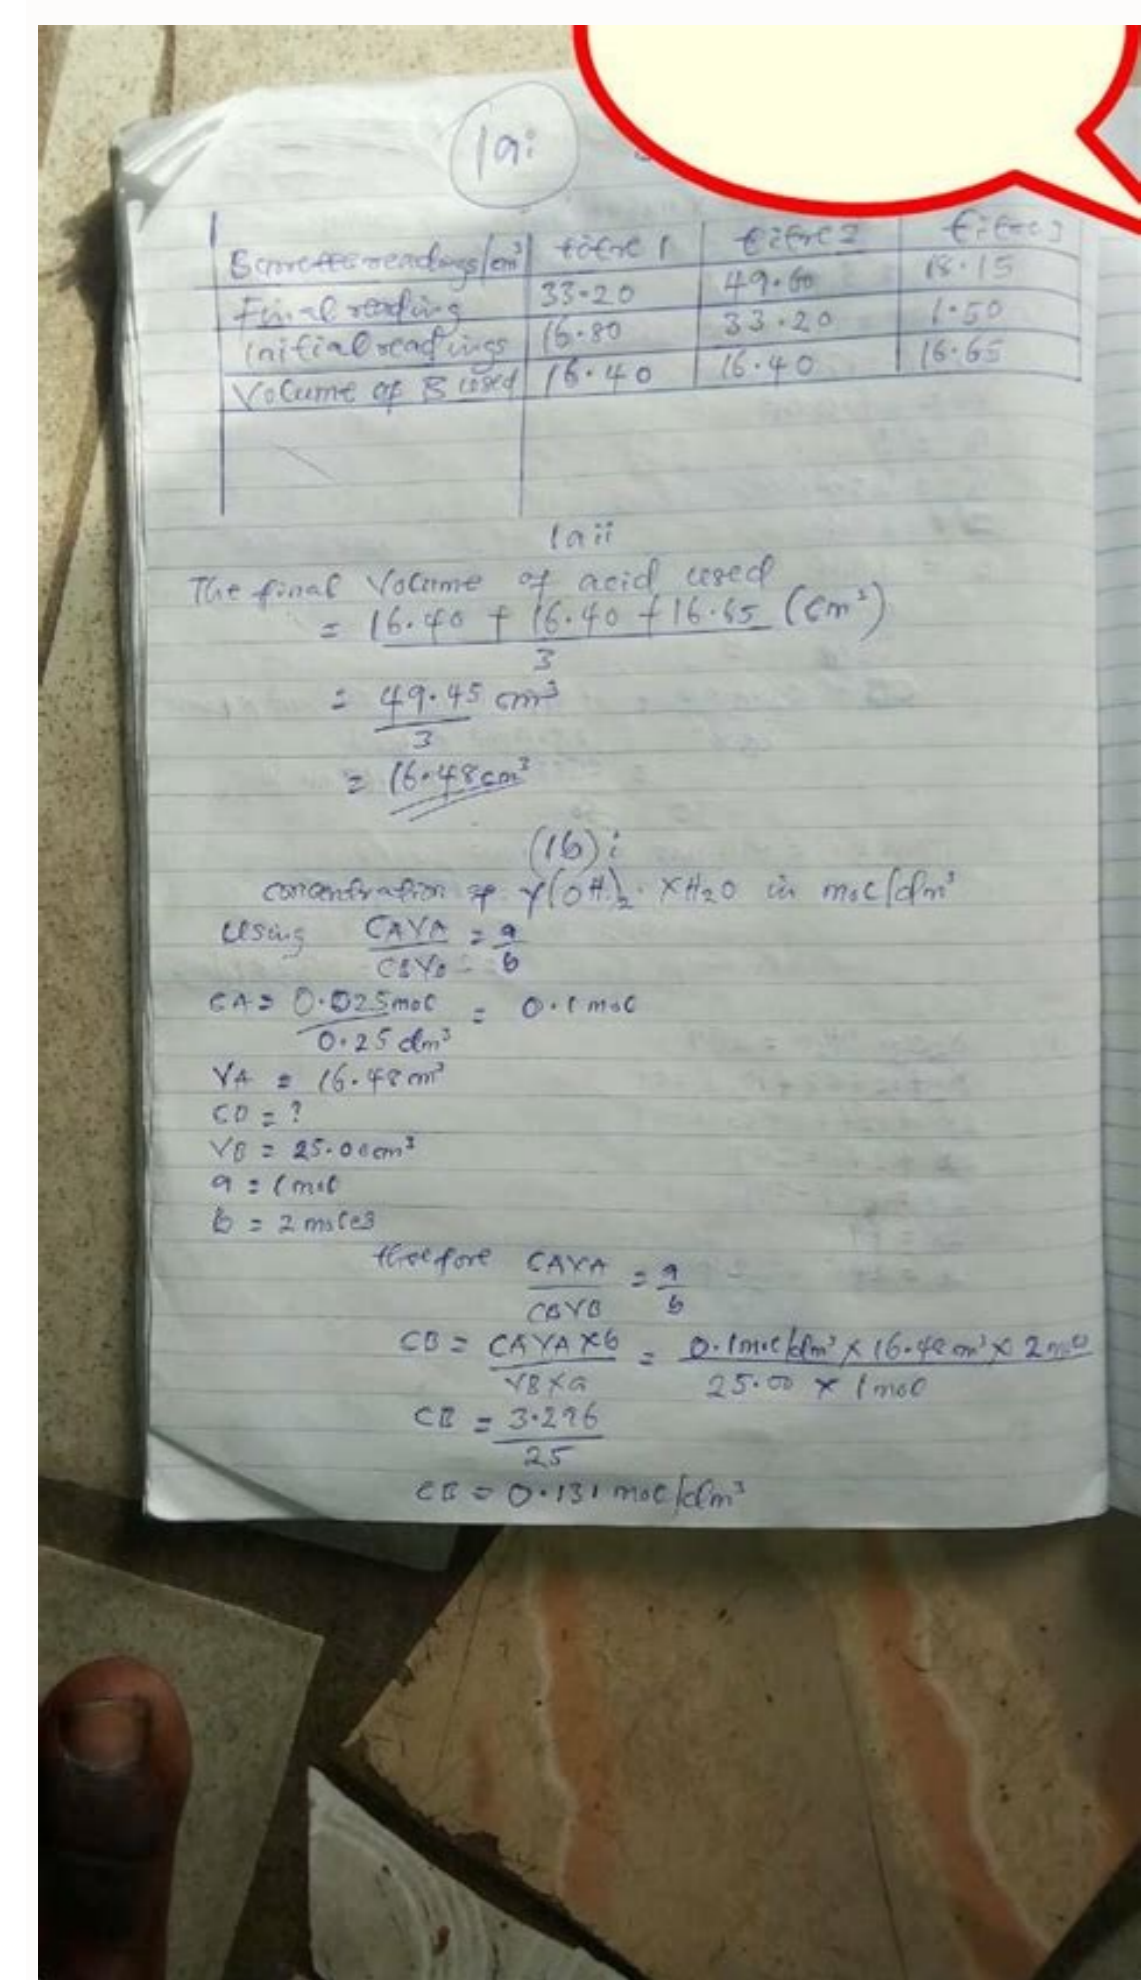 1ai
Burette readings/cm³ titre 1 titre 2 titre 3
Final reading 33.20 49.60 18.15
Initial readings 16.80 33.20 1.50
Volume of B used 16.40 16.40 16.65
1aii
The final volume of acid used
= 16.40 + 16.40 + 16.65 (cm³)
3
= 49.45 cm³
3
= 16.48cm³
(1b)i
concentration of Y(OH)₂. XH₂O in mol/dm³
Using CAVA = a
CBVB = b
CA = 0.025mol = 0.1 mol
0.25 dm³
VA = 16.48cm³
CB = ?
VB = 25.00cm³
a = 1 mol
b = 2 moles
therefore CAVA = a
CBVB b
CB = CAVA×b = 0.1mol/dm³ × 16.48cm³ × 2mol
VB×a 25.00 × 1mol
CB = 3.296
25
CB = 0.131 mol/dm³